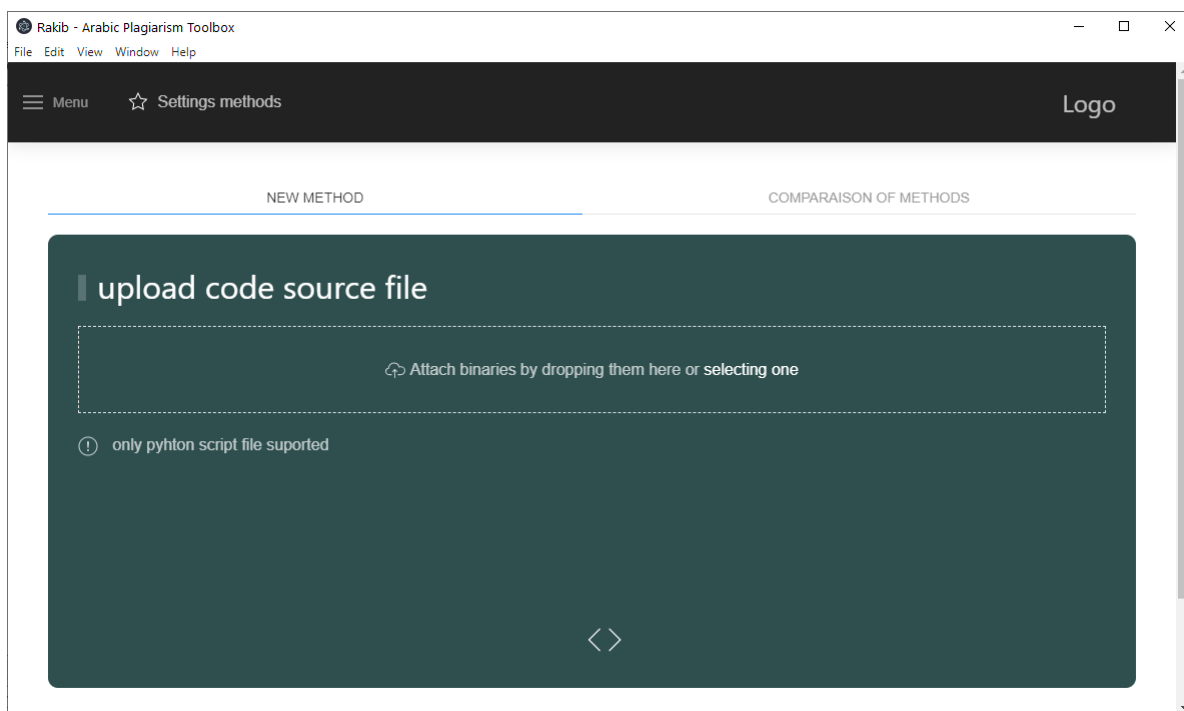 Rakib - Arabic Plagiarism Toolbox
File Edit View Window Help
Menu Settings methods Logo
NEW METHOD COMPARAISON OF METHODS
upload code source file
Attach binaries by dropping them here or selecting one
only pyhton script file suported